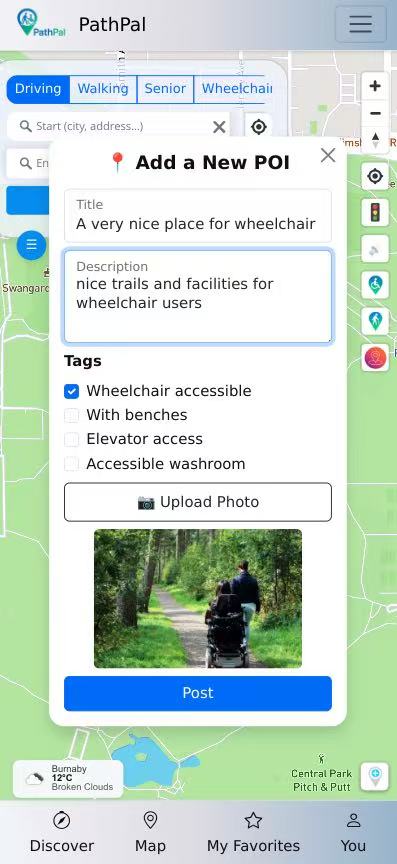 PathPal
PathPal
Driving
Walking
Senior
Wheelchair
Start (city, address...)
En
📍 Add a New POI
Title
A very nice place for wheelchair
Description
nice trails and facilities for
wheelchair users
Tags
Wheelchair accessible
With benches
Elevator access
Accessible washroom
📷 Upload Photo
Post
Swangard
Burnaby
12°C
Broken Clouds
Central Park
Pitch & Putt
Discover
Map
My Favorites
You